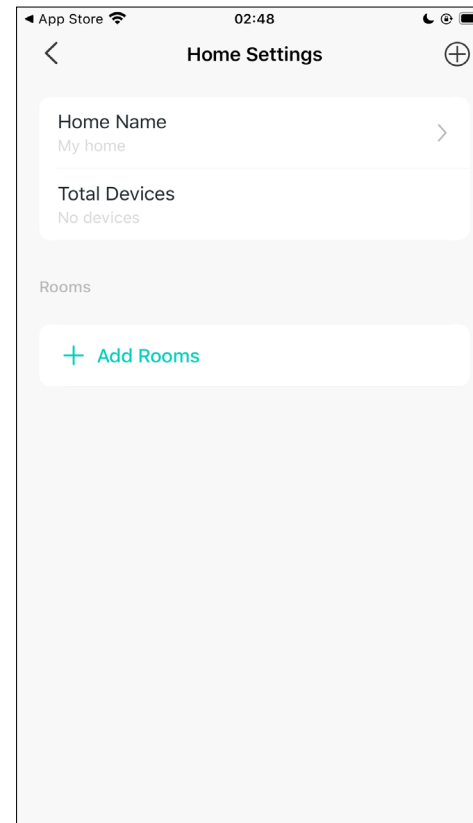 ◀ App Store 02:48
Home Settings
Home Name
My home
Total Devices
No devices
Rooms
+ Add Rooms